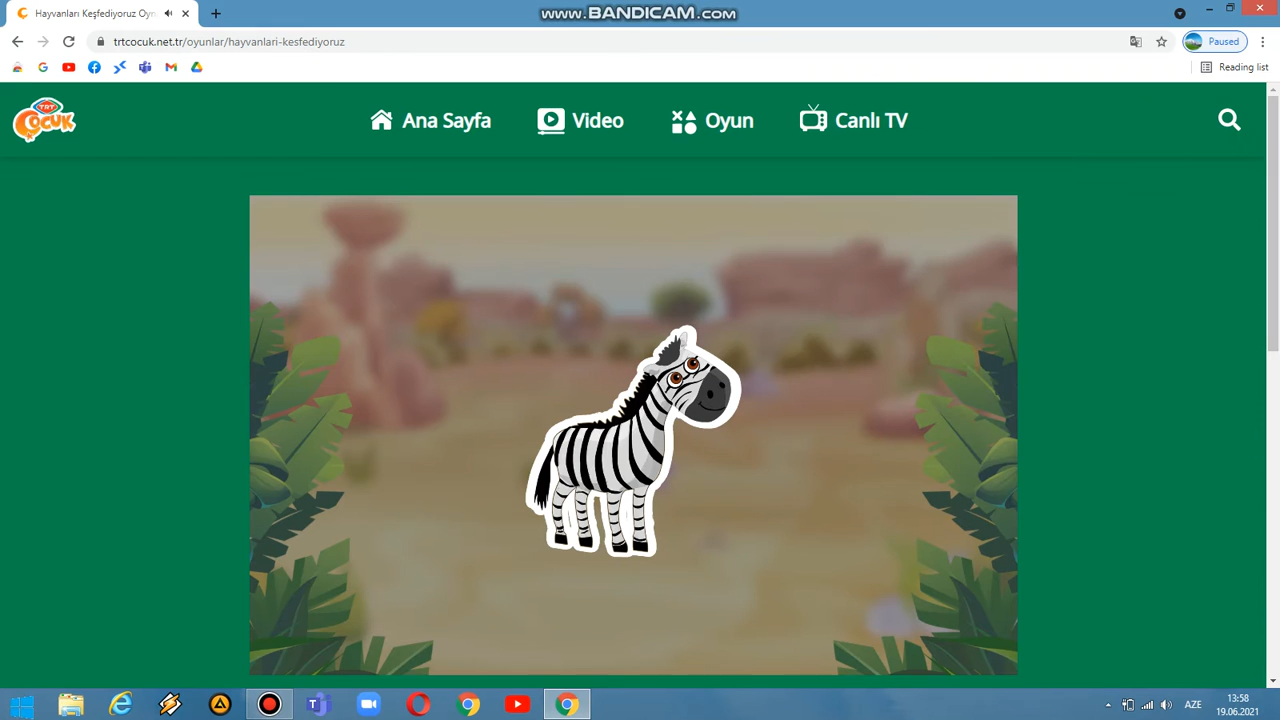 Hayvanları Keşfediyoruz Oyn
www.BANDICAM.com
trtcocuk.net.tr/oyunlar/hayvanlari-kesfediyoruz
Paused
Reading list
TRT
ÇOCUK
Ana Sayfa
Video
Oyun
Canlı TV
AZE
13:58
19.06.2021